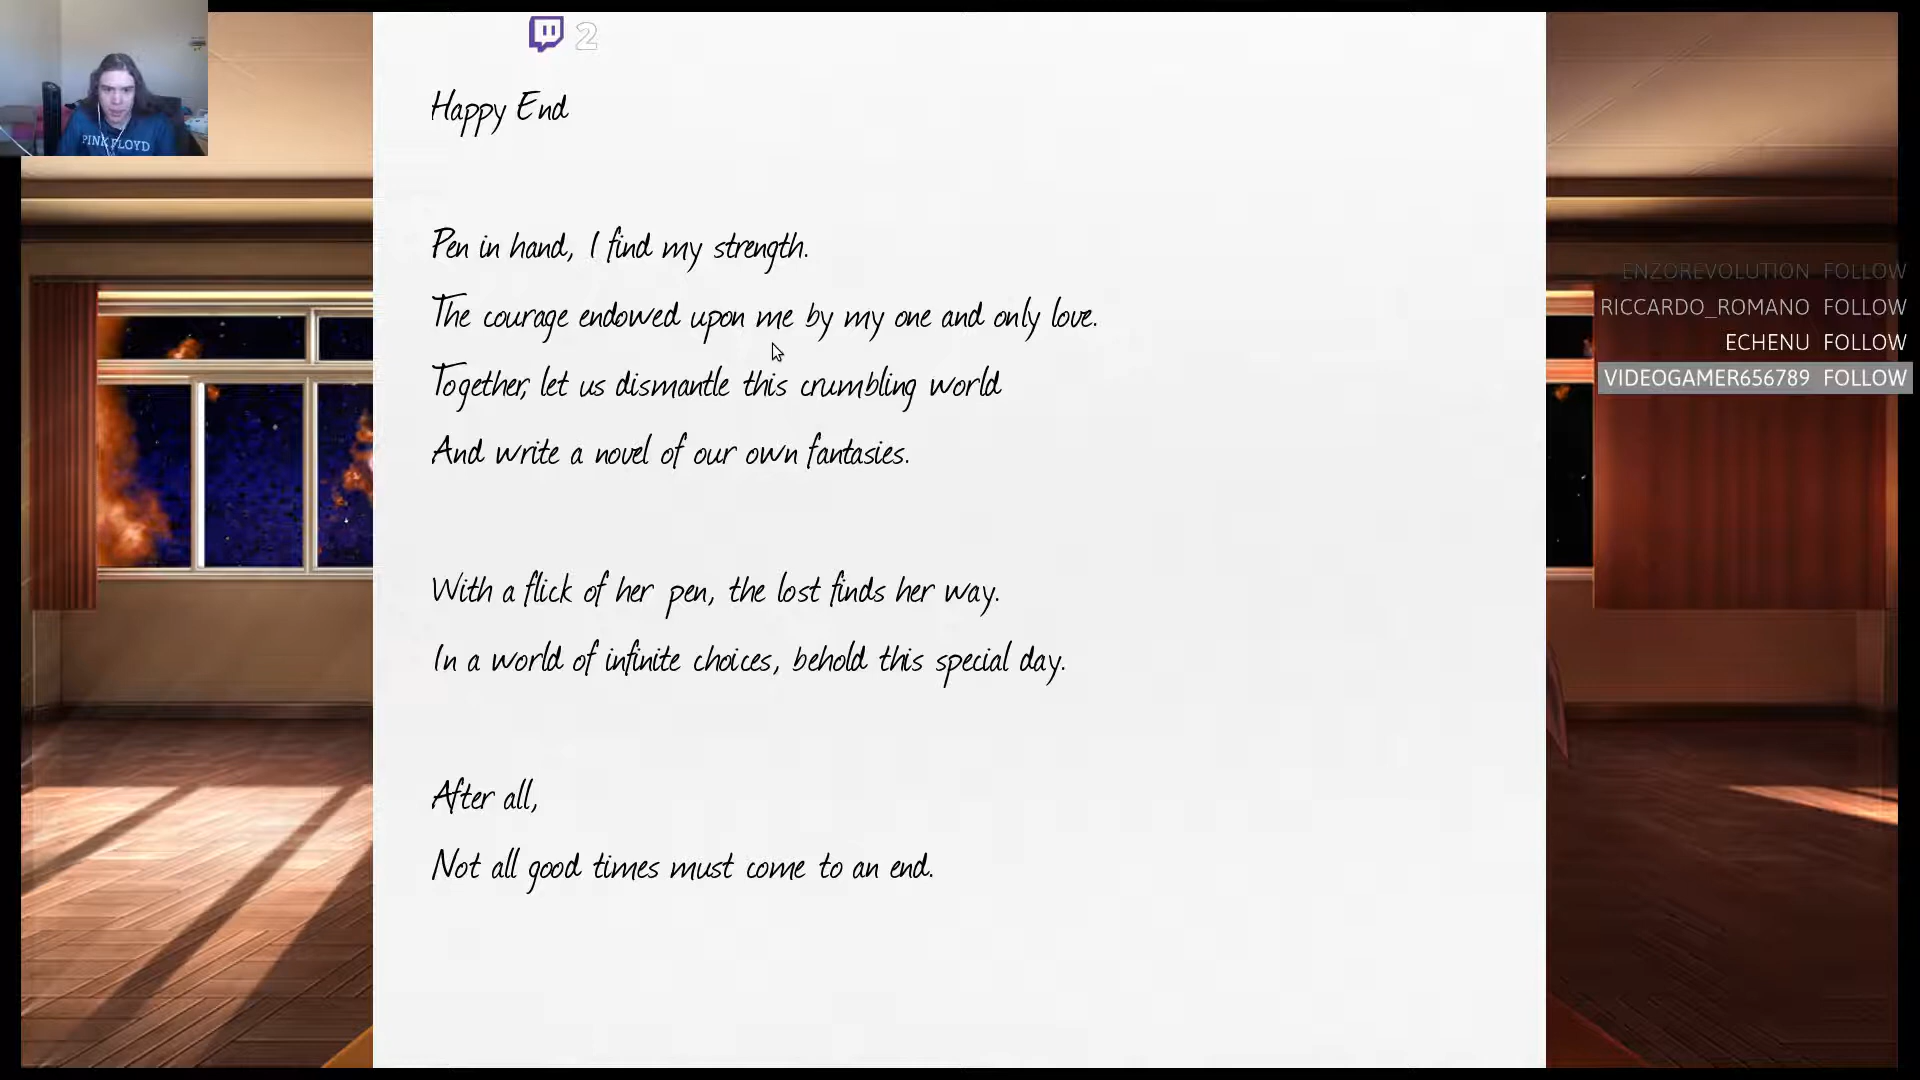 2
PINK FLOYD
Happy End
Pen in hand, I find my strength.
The courage endowed upon me by my one and only love.
Together, let us dismantle this crumbling world
And write a novel of our own fantasies.
With a flick of her pen, the lost finds her way.
In a world of infinite choices, behold this special day.
After all,
Not all good times must come to an end.
ENZOREVOLUTION FOLLOW
RICCARDO_ROMANO FOLLOW
ECHENU FOLLOW
VIDEOGAMER656789 FOLLOW